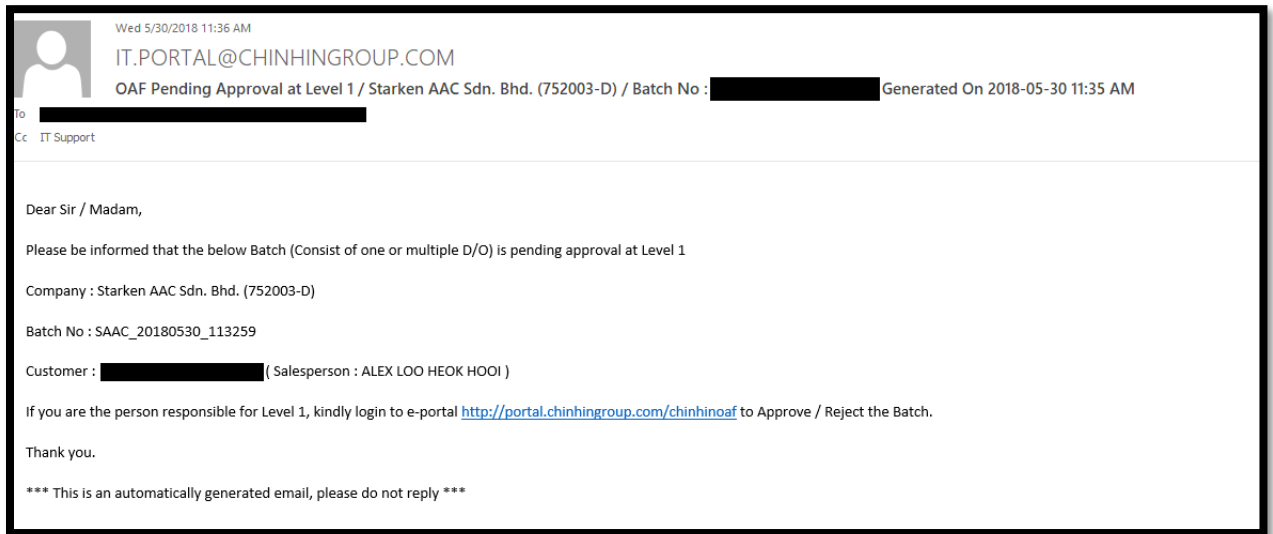 Wed 5/30/2018 11:36 AM
IT.PORTAL@CHINHINGROUP.COM
OAF Pending Approval at Level 1 / Starken AAC Sdn. Bhd. (752003-D) / Batch No : Generated On 2018-05-30 11:35 AM
To
Cc IT Support
Dear Sir / Madam,
Please be informed that the below Batch (Consist of one or multiple D/O) is pending approval at Level 1
Company : Starken AAC Sdn. Bhd. (752003-D)
Batch No : SAAC_20180530_113259
Customer : ( Salesperson : ALEX LOO HEOK HOOI )
If you are the person responsible for Level 1, kindly login to e-portal http://portal.chinhingroup.com/chinhinoaf to Approve / Reject the Batch.
Thank you.
*** This is an automatically generated email, please do not reply ***